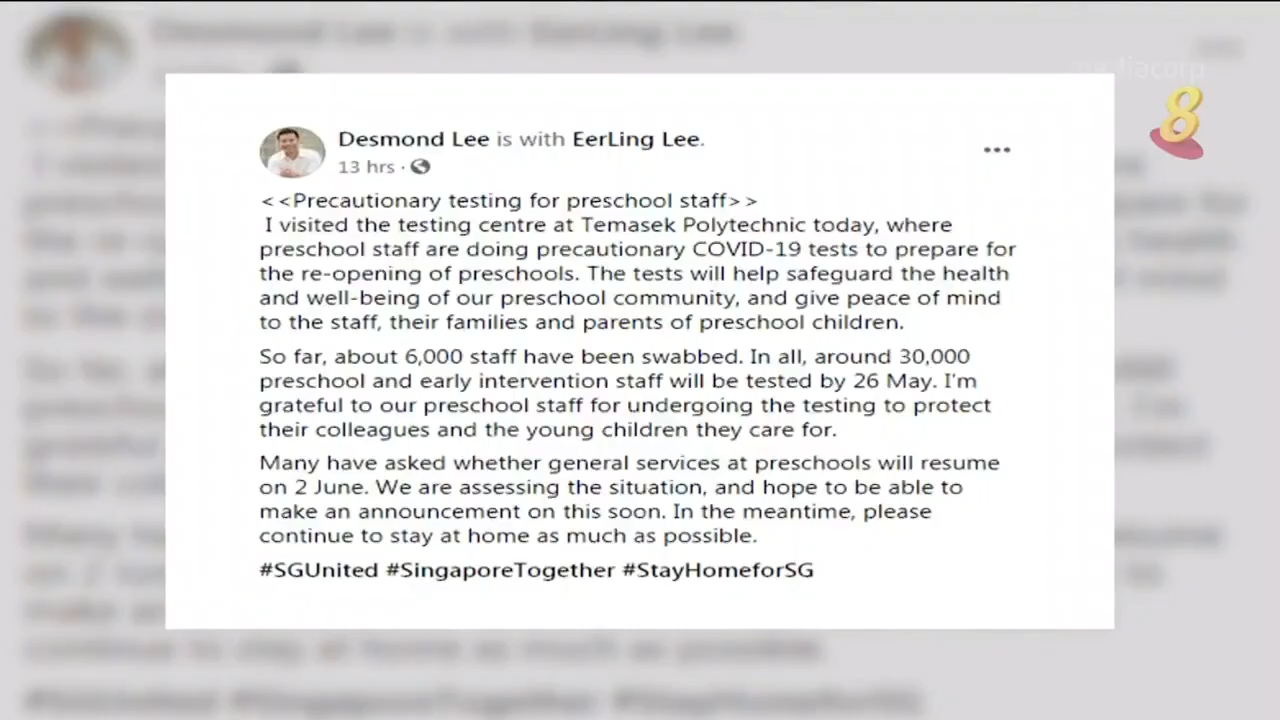 mediacorp
8
Desmond Lee is with EerLing Lee.
13 hrs ·
<<Precautionary testing for preschool staff>>
I visited the testing centre at Temasek Polytechnic today, where
preschool staff are doing precautionary COVID-19 tests to prepare for
the re-opening of preschools. The tests will help safeguard the health
and well-being of our preschool community, and give peace of mind
to the staff, their families and parents of preschool children.
So far, about 6,000 staff have been swabbed. In all, around 30,000
preschool and early intervention staff will be tested by 26 May. I'm
grateful to our preschool staff for undergoing the testing to protect
their colleagues and the young children they care for.
Many have asked whether general services at preschools will resume
on 2 June. We are assessing the situation, and hope to be able to
make an announcement on this soon. In the meantime, please
continue to stay at home as much as possible.
#SGUnited #SingaporeTogether #StayHomeforSG